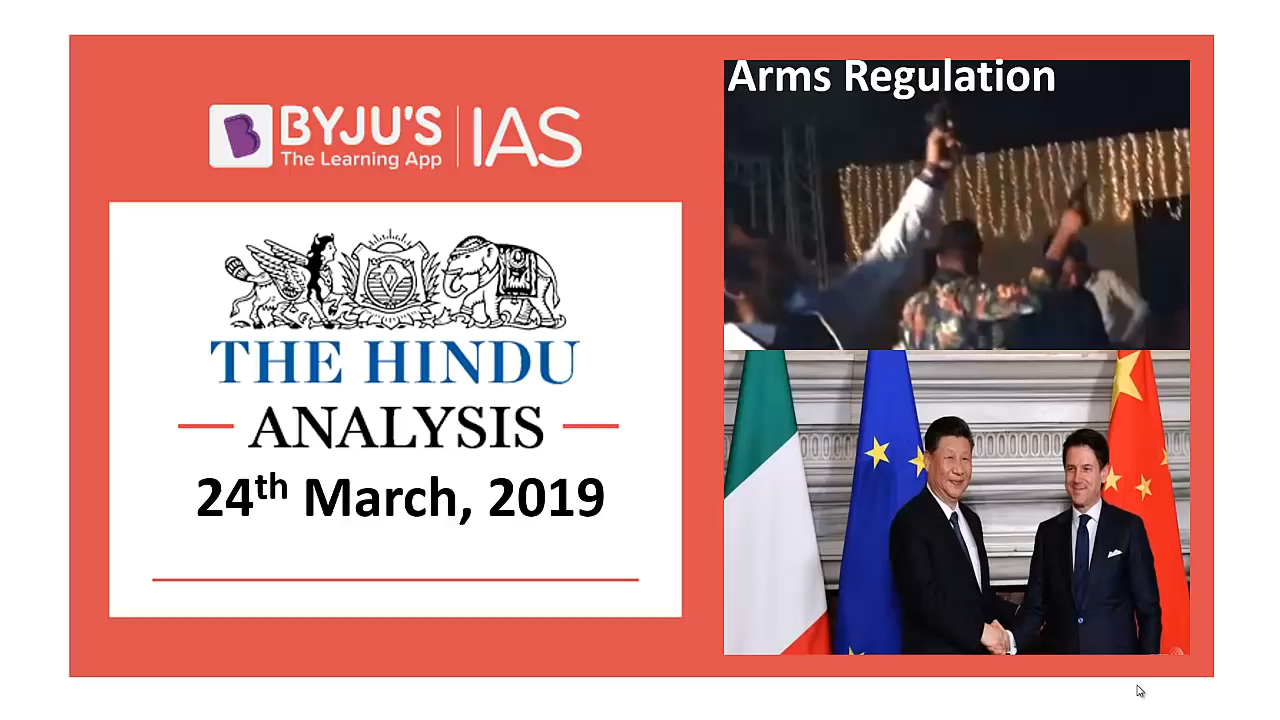 BYJU'S
The Learning App
IAS
THE HINDU
ANALYSIS
24th March, 2019
Arms Regulation